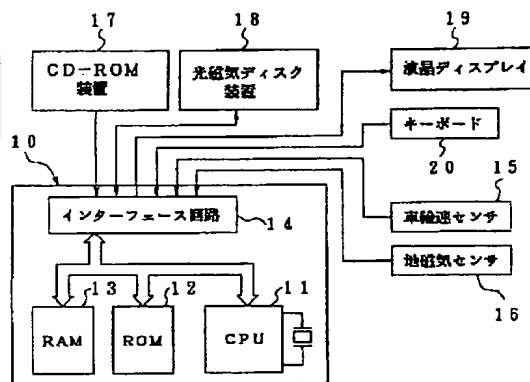 17
18
19
CD-ROM
装置
光磁気ディスク
装置
液晶ディスプレイ
キーボード
20
10
15
インターフェース回路
14
車輪速センサ
地磁気センサ
16
13
12
11
RAM
ROM
CPU